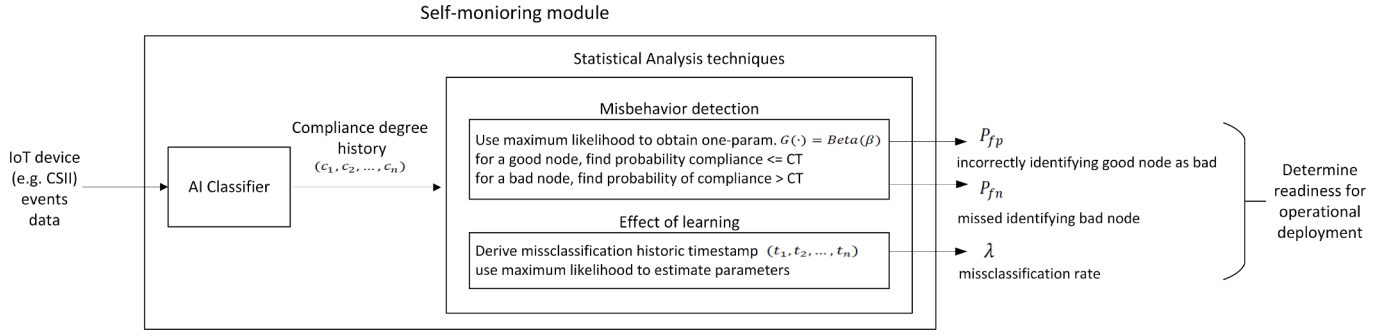 Self-monioring module
Statistical Analysis techniques
Misbehavior detection
Use maximum likelihood to obtain one-param. G(·) = Beta(β)
for a good node, find probability compliance <= CT
for a bad node, find probability of compliance > CT
Effect of learning
Derive missclassification historic timestamp (t₁, t₂, ..., tₙ)
use maximum likelihood to estimate parameters
IoT device
(e.g. CSII)
events
data
AI Classifier
Compliance degree
history
(c₁, c₂, ..., cₙ)
P_fp
incorrectly identifying good node as bad
P_fn
missed identifying bad node
λ
missclassification rate
Determine
readiness for
operational
deployment